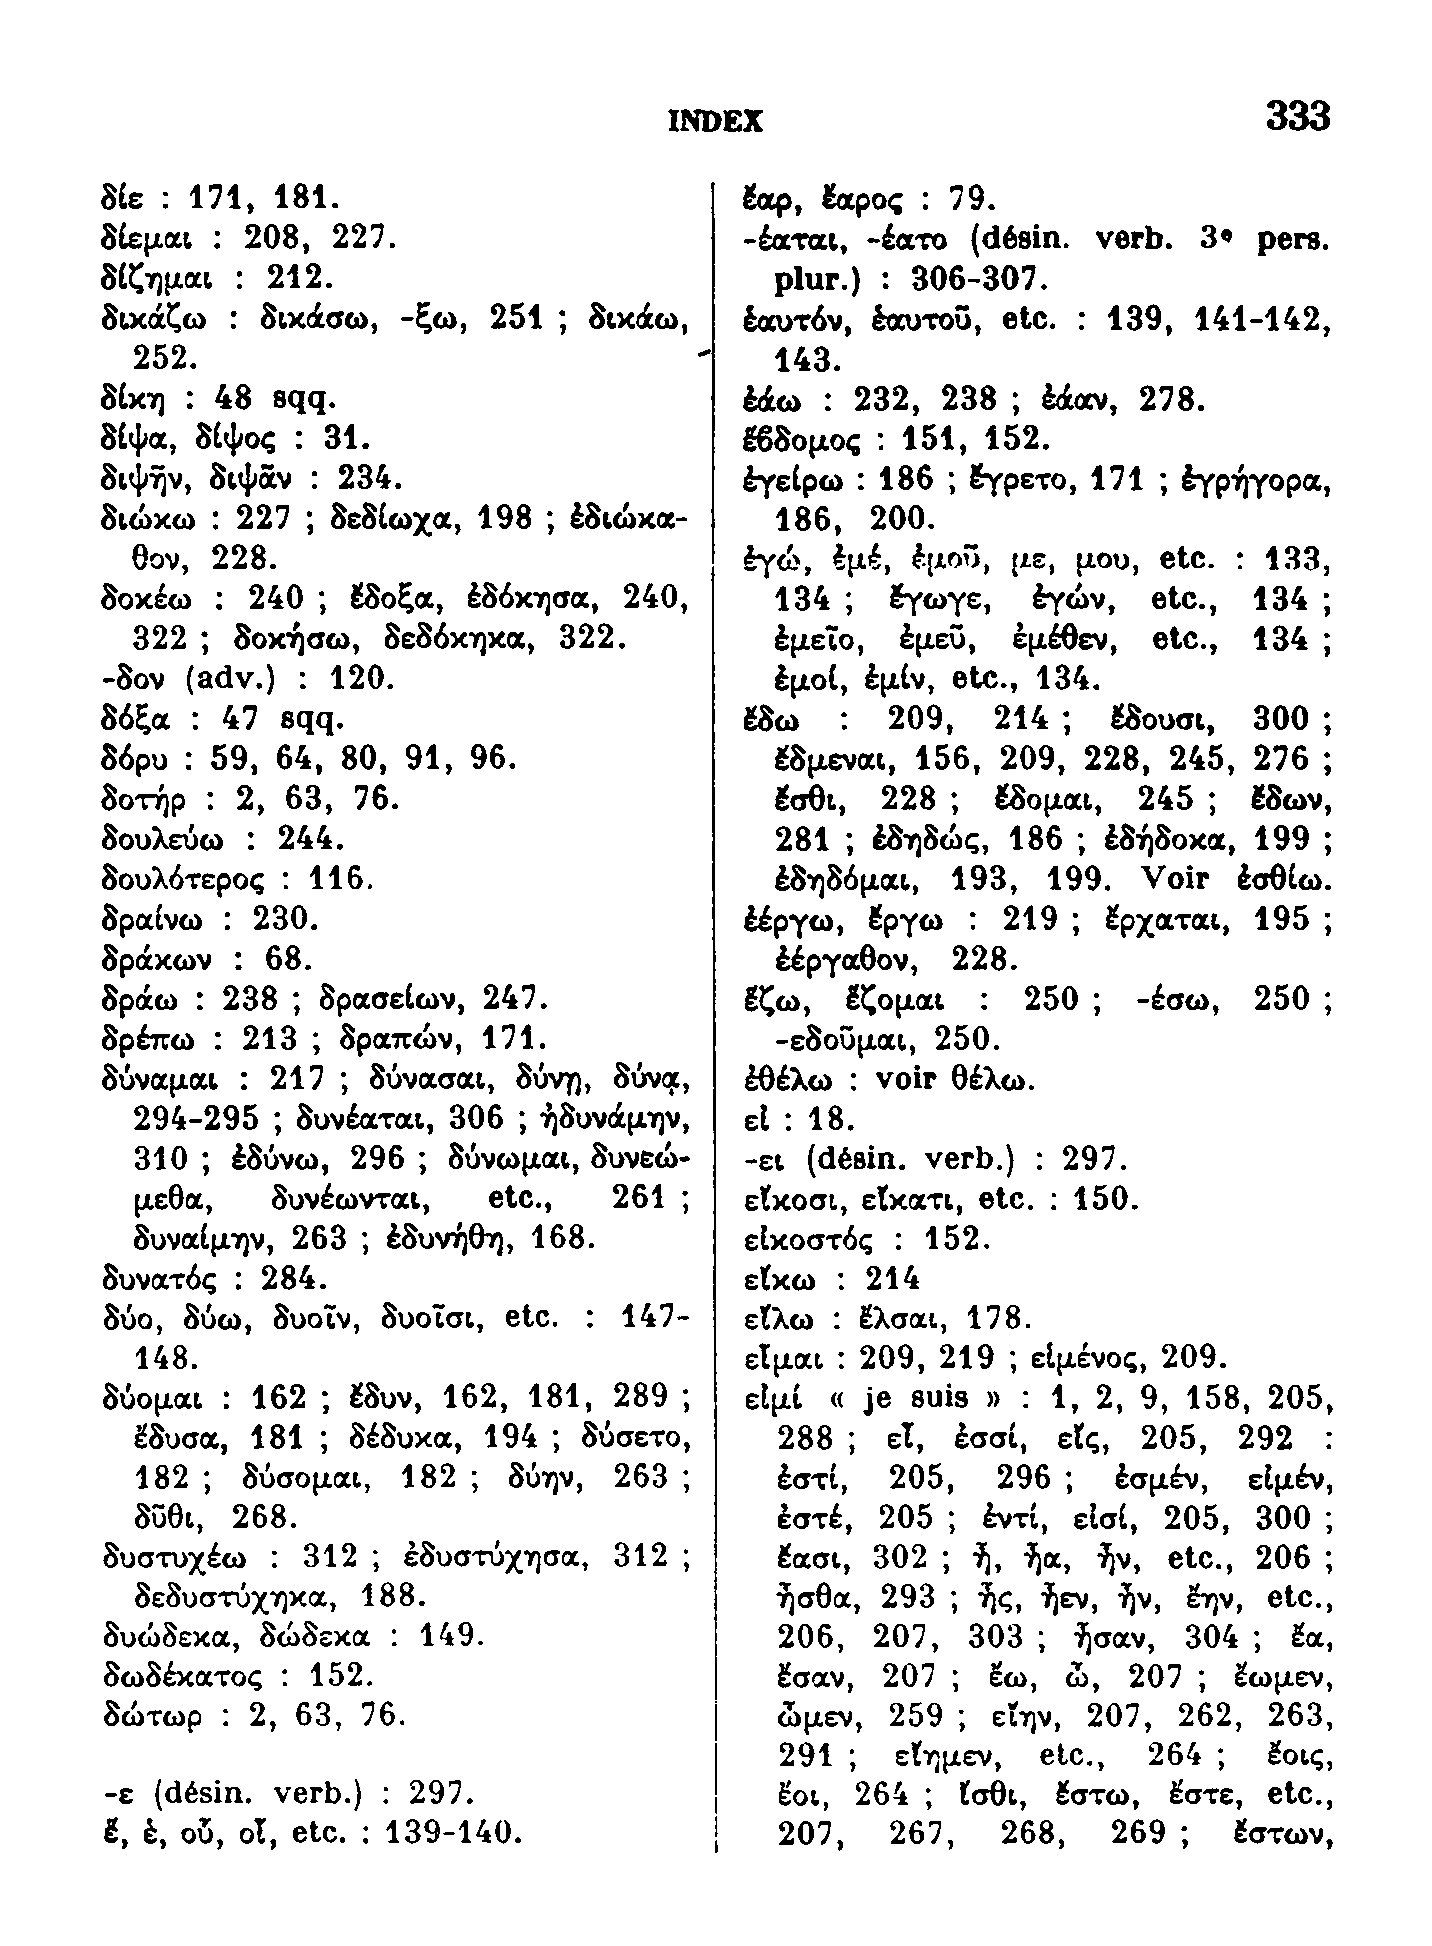 INDEX 333
δίε : 171, 181.
δίεμαι : 208, 227.
δίζημαι : 212.
δικάζω : δικάσω, -ξω, 251 ; δικάω,
252.
δίκη : 48 sqq.
δίψα, δίψος : 31.
διψῆν, διψᾶν : 234.
διώκω : 227 ; δεδίωχα, 198 ; ἐδιώκα-
θον, 228.
δοκέω : 240 ; ἔδοξα, ἐδόκησα, 240,
322 ; δοκήσω, δεδόκηκα, 322.
-δον (adv.) : 120.
δόξα : 47 sqq.
δόρυ : 59, 64, 80, 91, 96.
δοτήρ : 2, 63, 76.
δουλεύω : 244.
δουλότερος : 116.
δραίνω : 230.
δράκων : 68.
δράω : 238 ; δρασείων, 247.
δρέπω : 213 ; δραπών, 171.
δύναμαι : 217 ; δύνασαι, δύνῃ, δύνᾳ,
294-295 ; δυνέαται, 306 ; ἠδυνάμην,
310 ; ἐδύνω, 296 ; δύνωμαι, δυνεώ-
μεθα, δυνέωνται, etc., 261 ;
δυναίμην, 263 ; ἐδυνήθη, 168.
δυνατός : 284.
δύο, δύω, δυοῖν, δυοῖσι, etc. : 147-
148.
δύομαι : 162 ; ἔδυν, 162, 181, 289 ;
ἔδυσα, 181 ; δέδυκα, 194 ; δύσετο,
182 ; δύσομαι, 182 ; δύην, 263 ;
δῦθι, 268.
δυστυχέω : 312 ; ἐδυστύχησα, 312 ;
δεδυστύχηκα, 188.
δυώδεκα, δώδεκα : 149.
δωδέκατος : 152.
δώτωρ : 2, 63, 76.
-ε (désin. verb.) : 297.
ἕ, ἑ, οὗ, οἷ, etc. : 139-140.
ἔαρ, ἔαρος : 79.
-έαται, -έατο (désin. verb. 3e pers.
plur.) : 306-307.
ἑαυτόν, ἑαυτοῦ, etc. : 139, 141-142,
143.
ἐάω : 232, 238 ; ἐάαν, 278.
ἕβδομος : 151, 152.
ἐγείρω : 186 ; ἔγρετο, 171 ; ἐγρήγορα,
186, 200.
ἐγώ, ἐμέ, ἐμοῦ, με, μου, etc. : 133,
134 ; ἔγωγε, ἐγών, etc., 134 ;
ἐμεῖο, ἐμεῦ, ἐμέθεν, etc., 134 ;
ἐμοί, ἐμίν, etc., 134.
ἔδω : 209, 214 ; ἔδουσι, 300 ;
ἔδμεναι, 156, 209, 228, 245, 276 ;
ἔσθι, 228 ; ἔδομαι, 245 ; ἔδων,
281 ; ἐδηδώς, 186 ; ἐδήδοκα, 199 ;
ἐδηδόμαι, 193, 199. Voir ἐσθίω.
ἐέργω, ἔργω : 219 ; ἔρχαται, 195 ;
ἐέργαθον, 228.
ἕζω, ἕζομαι : 250 ; -έσω, 250 ;
-εδοῦμαι, 250.
ἐθέλω : voir θέλω.
εἰ : 18.
-ει (désin. verb.) : 297.
εἴκοσι, εἴκατι, etc. : 150.
εἰκοστός : 152.
εἴκω : 214
εἴλω : ἔλσαι, 178.
εἷμαι : 209, 219 ; εἱμένος, 209.
εἰμί « je suis » : 1, 2, 9, 158, 205,
288 ; εἶ, ἐσσί, εἴς, 205, 292 :
ἐστί, 205, 296 ; ἐσμέν, εἰμέν,
ἐστέ, 205 ; ἐντί, εἰσί, 205, 300 ;
ἔασι, 302 ; ἦ, ἦα, ἦν, etc., 206 ;
ἦσθα, 293 ; ἦς, ἦεν, ἦν, ἔην, etc.,
206, 207, 303 ; ἦσαν, 304 ; ἔα,
ἔσαν, 207 ; ἔω, ὦ, 207 ; ἔωμεν,
ὦμεν, 259 ; εἴην, 207, 262, 263,
291 ; εἴημεν, etc., 264 ; ἔοις,
ἔοι, 264 ; ἴσθι, ἔστω, ἔστε, etc.,
207, 267, 268, 269 ; ἔστων,